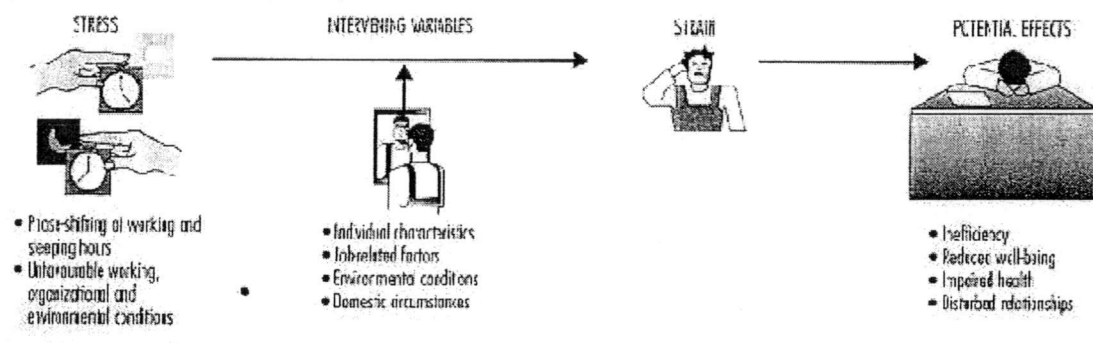 STRESS
INTERVENING VARIABLES
STRAIN
POTENTIAL EFFECTS
• Phase-shifting of working and
sleeping hours
• Unfavourable working,
organizational and
environmental conditions
• Individual characteristics
• Job-related factors
• Environmental conditions
• Domestic circumstances
• Inefficiency
• Reduced well-being
• Impaired health
• Disturbed relationships